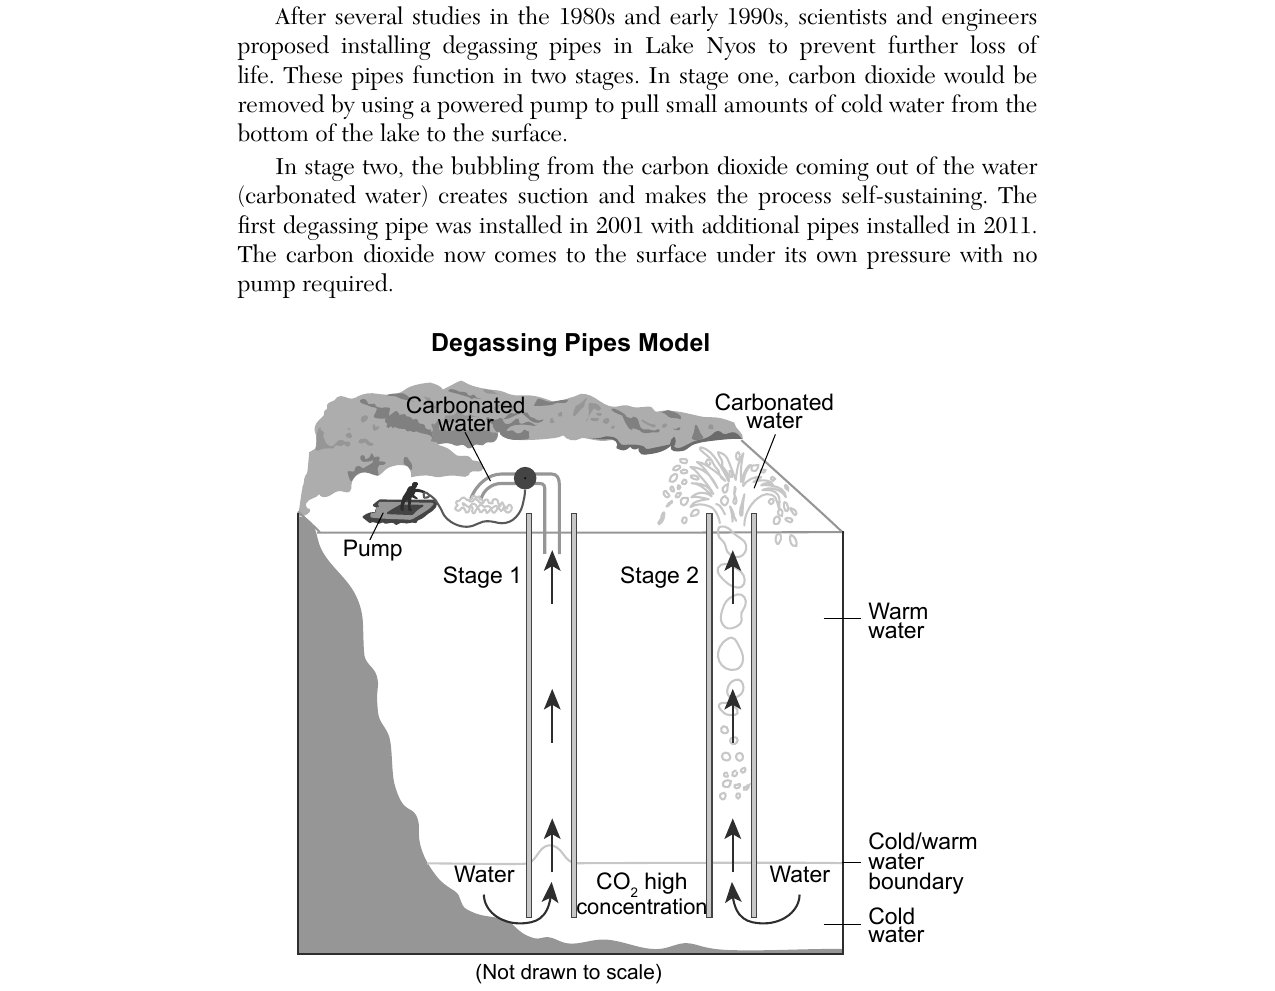 After several studies in the 1980s and early 1990s, scientists and engineers
proposed installing degassing pipes in Lake Nyos to prevent further loss of
life. These pipes function in two stages. In stage one, carbon dioxide would be
removed by using a powered pump to pull small amounts of cold water from the
bottom of the lake to the surface.
In stage two, the bubbling from the carbon dioxide coming out of the water
(carbonated water) creates suction and makes the process self-sustaining. The
first degassing pipe was installed in 2001 with additional pipes installed in 2011.
The carbon dioxide now comes to the surface under its own pressure with no
pump required.
Degassing Pipes Model
Carbonated
water
Carbonated
water
Pump
Stage 1
Stage 2
Warm
water
Cold/warm
water
boundary
Water
CO₂ high
concentration
Water
Cold
water
(Not drawn to scale)